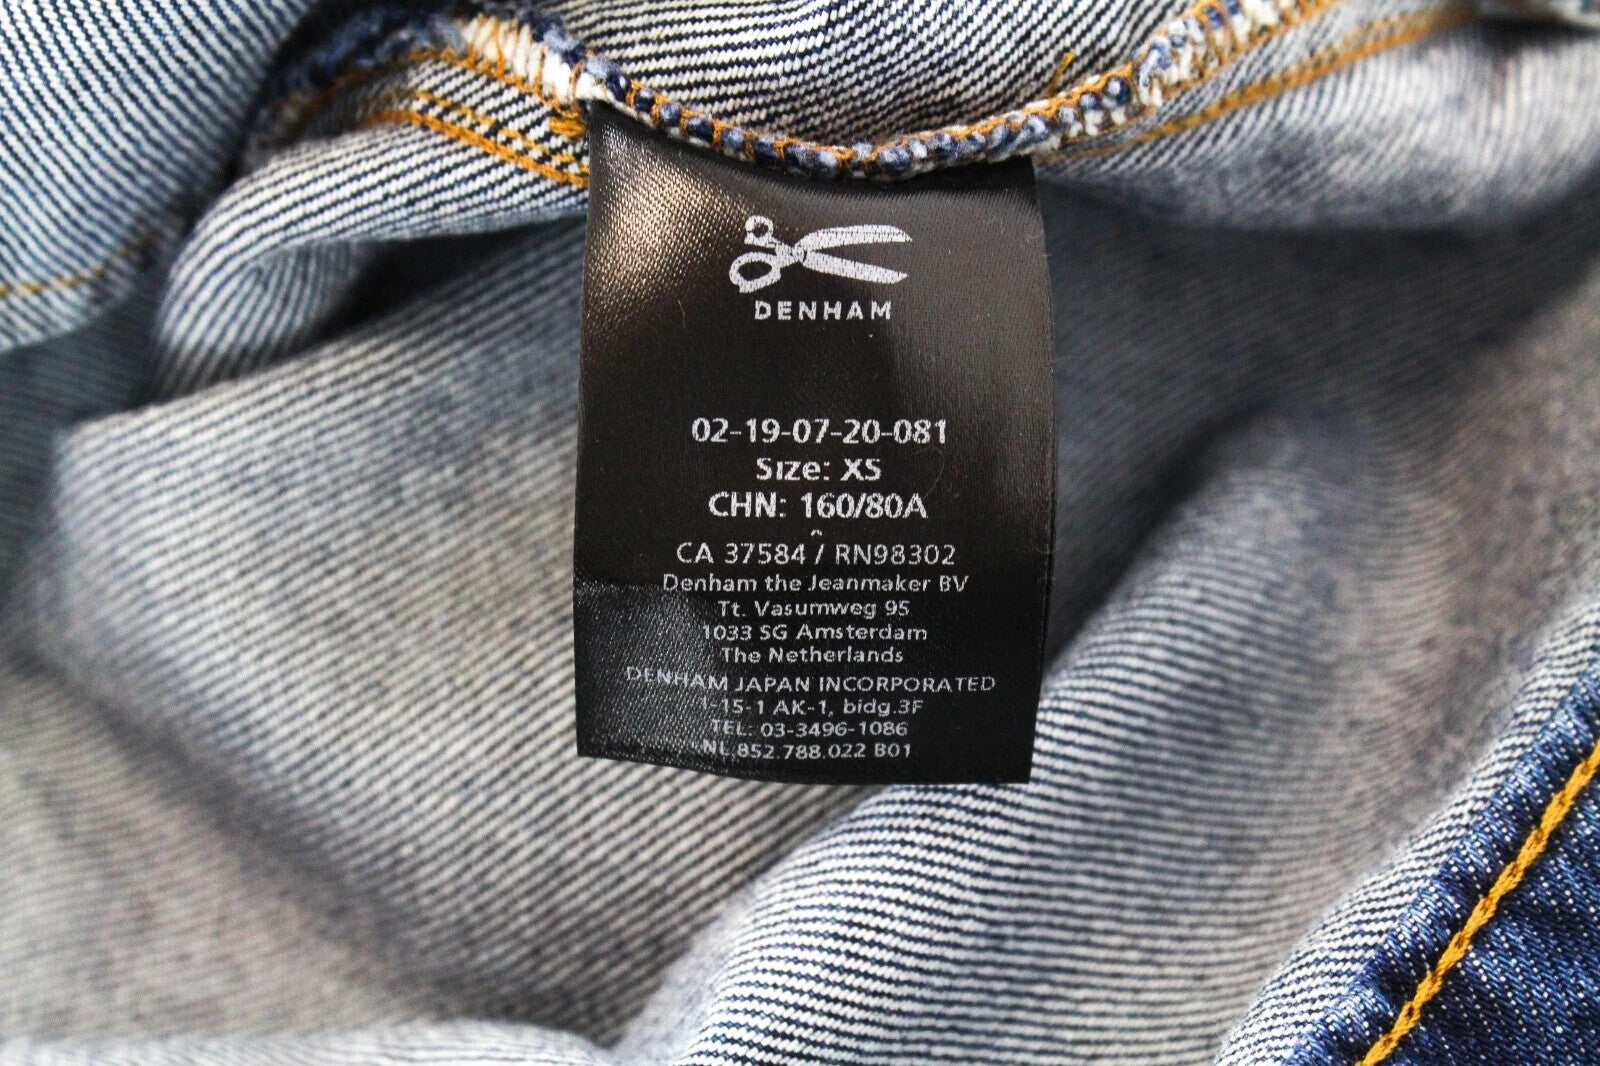 DENHAM
02-19-07-20-081
Size: XS
CHN: 160/80A
CA 37584 / RN98302
Denham the Jeanmaker BV
Tt. Vasumweg 95
1033 SG Amsterdam
The Netherlands
DENHAM JAPAN INCORPORATED
1-15-1 AK-1, bidg.3F
TEL: 03-3496-1086
NL.852.788.022 B01